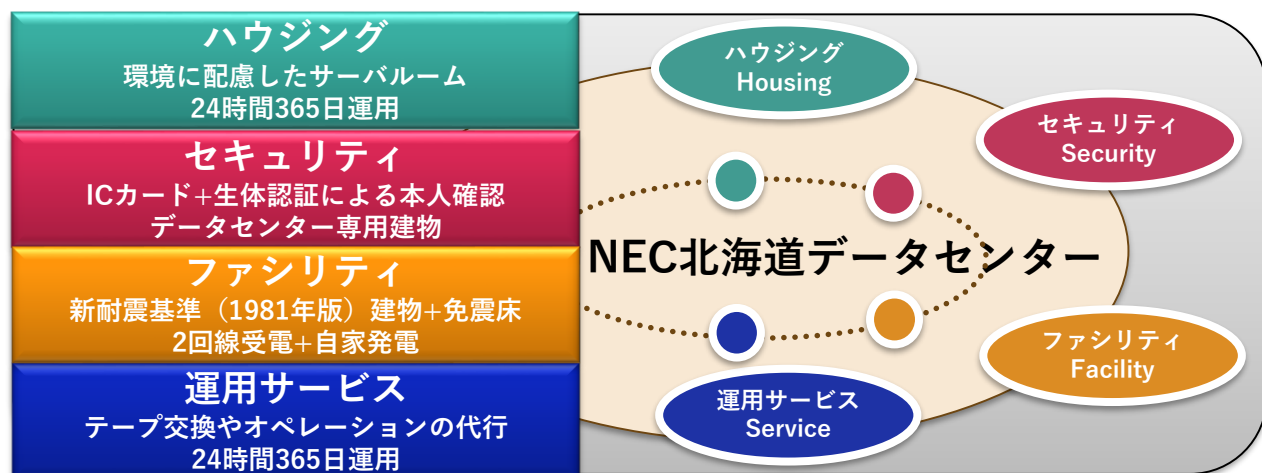 ハウジング
環境に配慮したサーバルーム
24時間365日運用
セキュリティ
ICカード+生体認証による本人確認
データセンター専用建物
ファシリティ
新耐震基準（1981年版）建物+免震床
2回線受電+自家発電
運用サービス
テープ交換やオペレーションの代行
24時間365日運用
ハウジング
Housing
セキュリティ
Security
NEC北海道データセンター
ファシリティ
Facility
運用サービス
Service